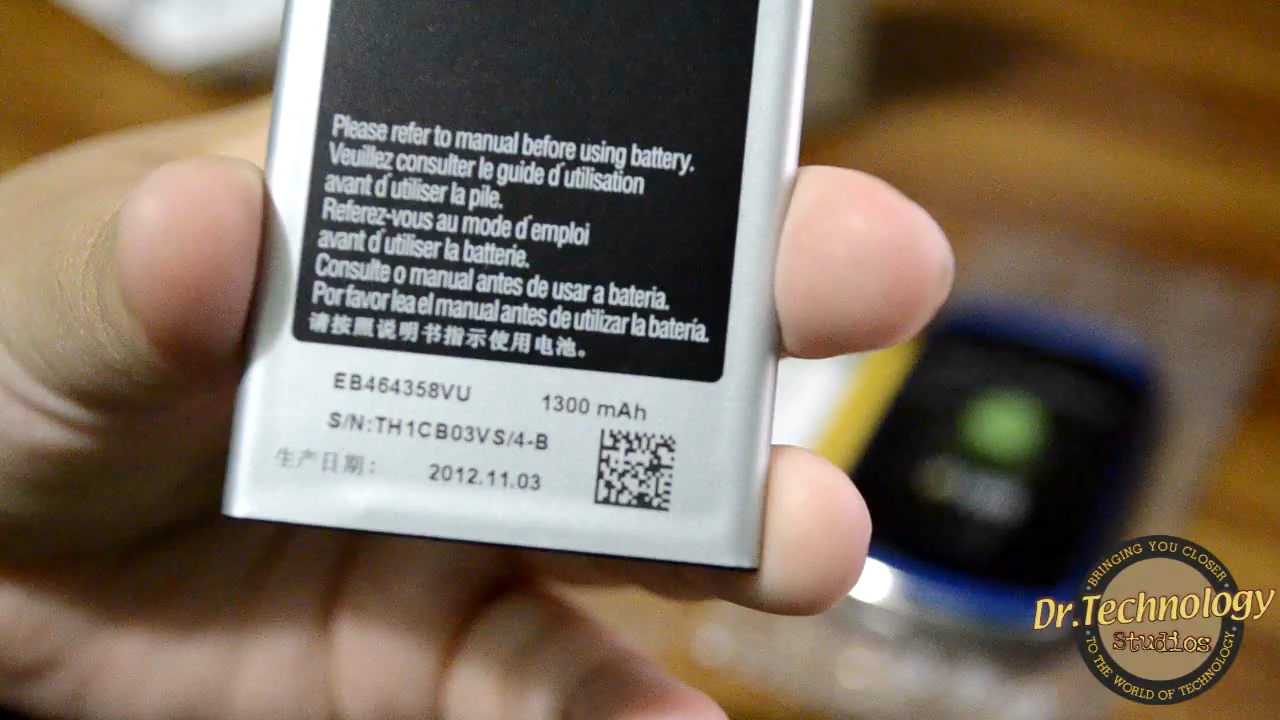 Please refer to manual before using battery.
Veuillez consulter le guide d'utilisation
avant d'utiliser la pile.
Referez-vous au mode d'emploi
avant d'utiliser la batterie.
Consulte o manual antes de usar a bateria.
Por favor lea el manual antes de utilizar la batería.
请按照说明书指示使用电池。
EB464358VU 1300 mAh
S/N:TH1CB03VS/4-B
生产日期： 2012.11.03
BRINGING YOU CLOSER
Dr.Technology
Studios
TO THE WORLD OF TECHNOLOGY